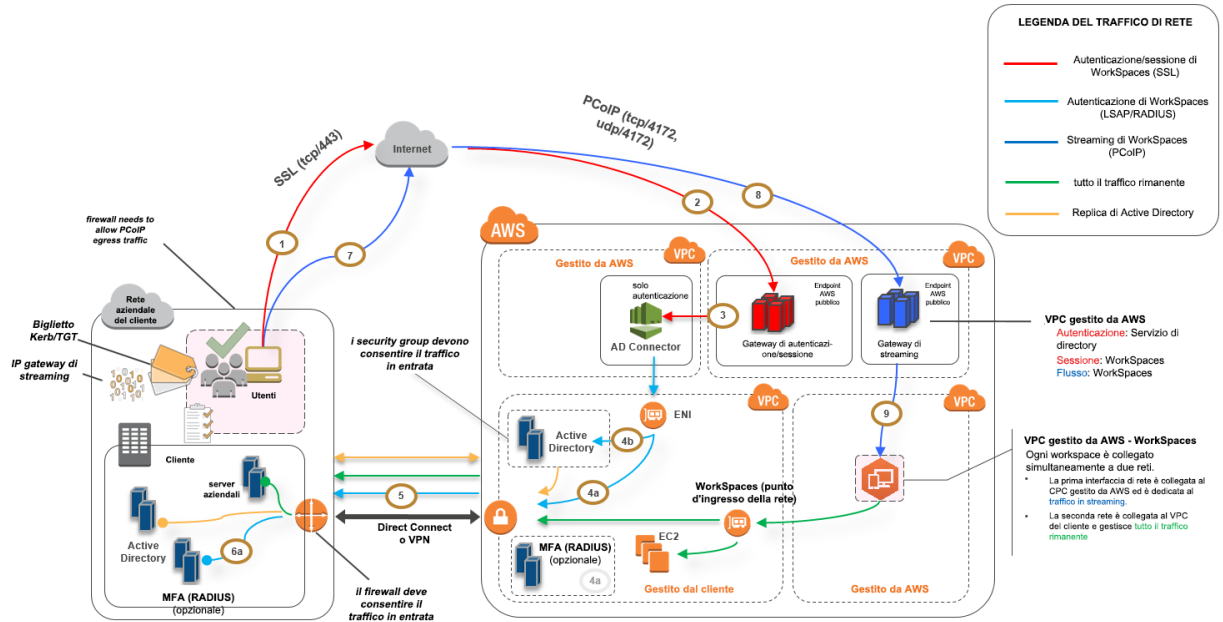 LEGENDA DEL TRAFFICO DI RETE
Autenticazione/sessione di
WorkSpaces (SSL)
Autenticazione di WorkSpaces
(LSAP/RADIUS)
Streaming di WorkSpaces
(PCoIP)
tutto il traffico rimanente
Replica di Active Directory
SSL (tcp/443)
Internet
PCoIP (tcp/4172,
udp/4172)
1
7
2
8
firewall needs to
allow PCoIP
egress traffic
Rete
aziendale
del cliente
Biglietto
Kerb/TGT
IP gateway di
streaming
Utenti
Cliente
server
aziendali
Active
Directory
6a
MFA (RADIUS)
(opzionale)
i security group devono
consentire il traffico
in entrata
5
Direct Connect
o VPN
il firewall deve
consentire il
traffico in entrata
AWS
VPC
Gestito da AWS
solo
autenticazione
AD Connector
3
VPC
Gestito da AWS
Endpoint
AWS
pubblico
Gateway di autenticazi-
one/sessione
Endpoint
AWS
pubblico
Gateway di
streaming
VPC
ENI
Active
Directory
4b
4a
WorkSpaces (punto
d'ingresso della rete)
EC2
MFA (RADIUS)
(opzionale)
4a
Gestito dal cliente
VPC
9
Gestito da AWS
VPC gestito da AWS
Autenticazione: Servizio di
directory
Sessione: WorkSpaces
Flusso: WorkSpaces
VPC gestito da AWS - WorkSpaces
Ogni workspace è collegato
simultaneamente a due reti.
• La prima interfaccia di rete è collegata al
CPC gestito da AWS ed è dedicata al
traffico in streaming.
• La seconda rete è collegata al VPC
del cliente e gestisce tutto il traffico
rimanente